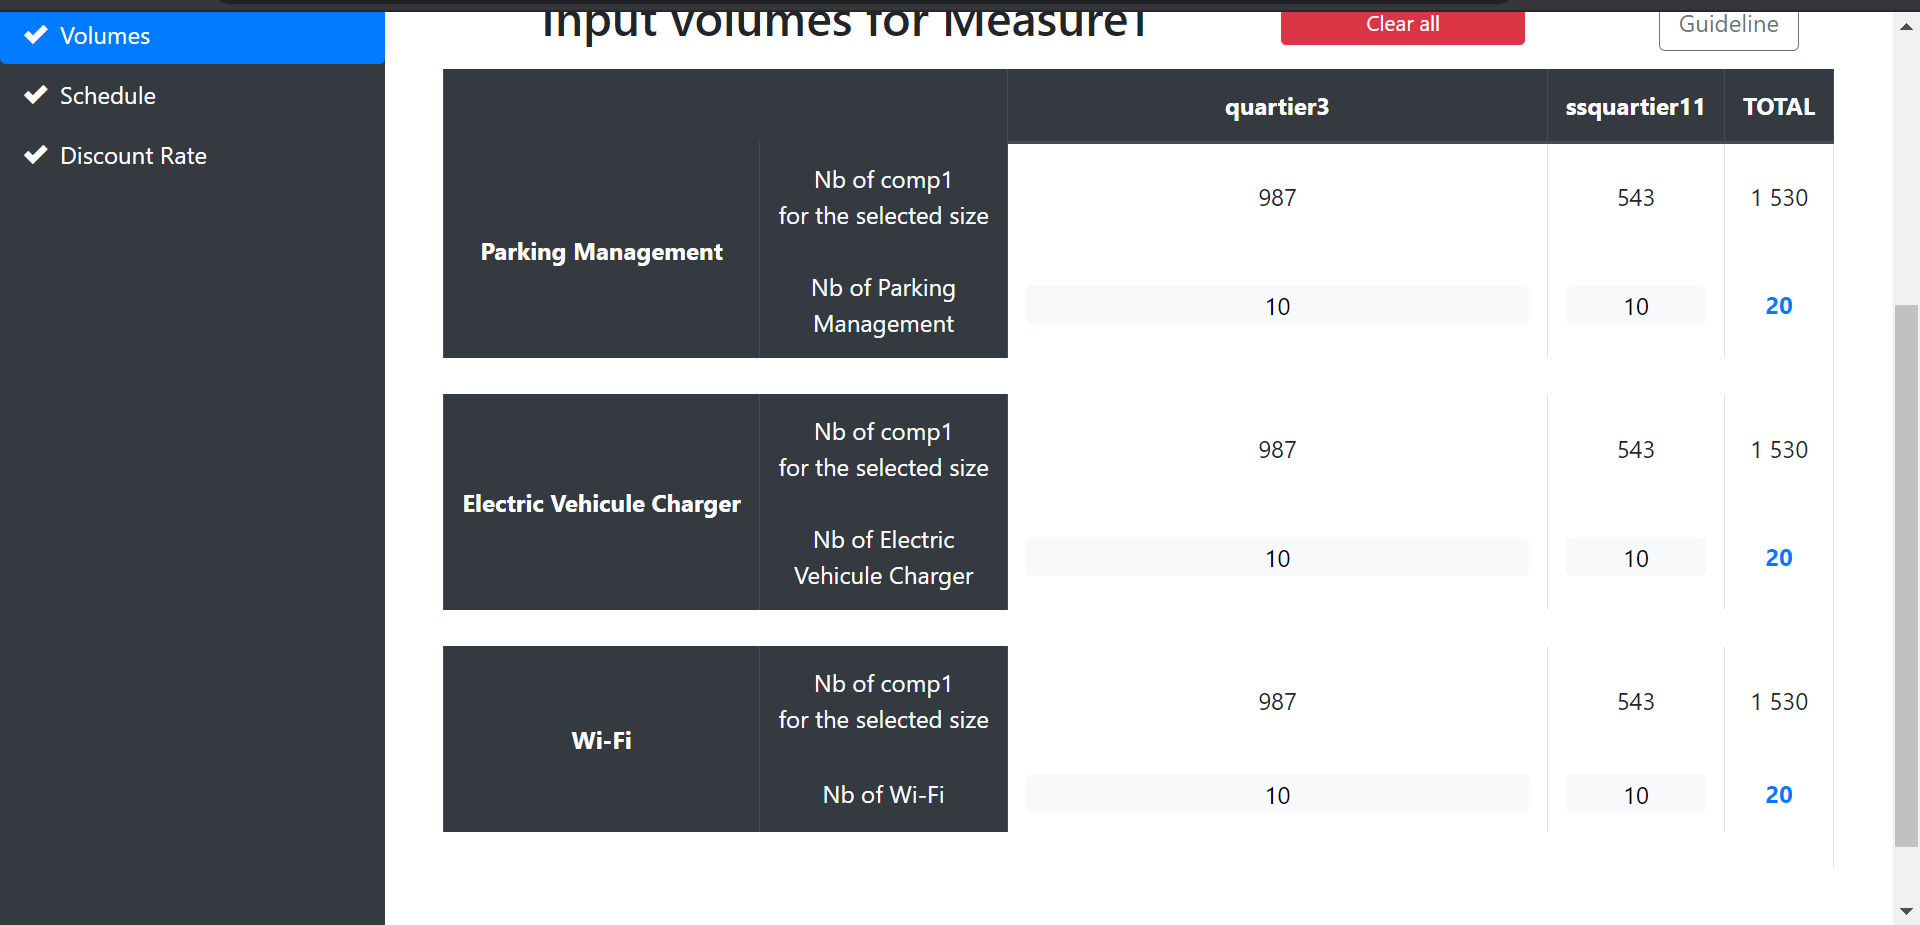 Volumes
Schedule
Discount Rate
Input volumes for Measure1
Clear all
Guideline
quartier3 ssquartier11 TOTAL
Parking Management
Nb of comp1
for the selected size
987 543 1 530
Nb of Parking
Management
10 10 20
Electric Vehicule Charger
Nb of comp1
for the selected size
987 543 1 530
Nb of Electric
Vehicule Charger
10 10 20
Wi-Fi
Nb of comp1
for the selected size
987 543 1 530
Nb of Wi-Fi
10 10 20